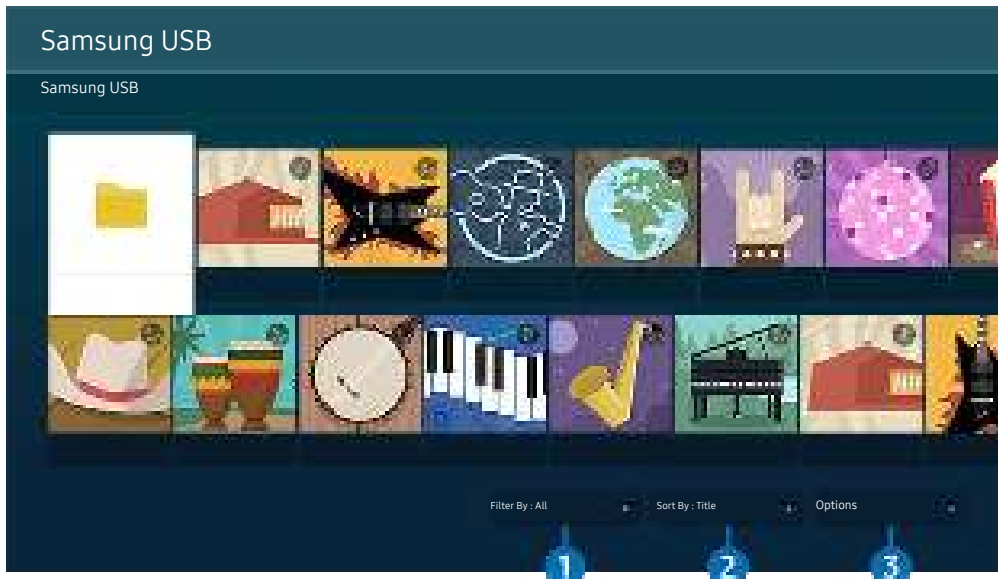 Samsung USB
Samsung USB
Filter By : All
Sort By : Title
Options
1
2
3